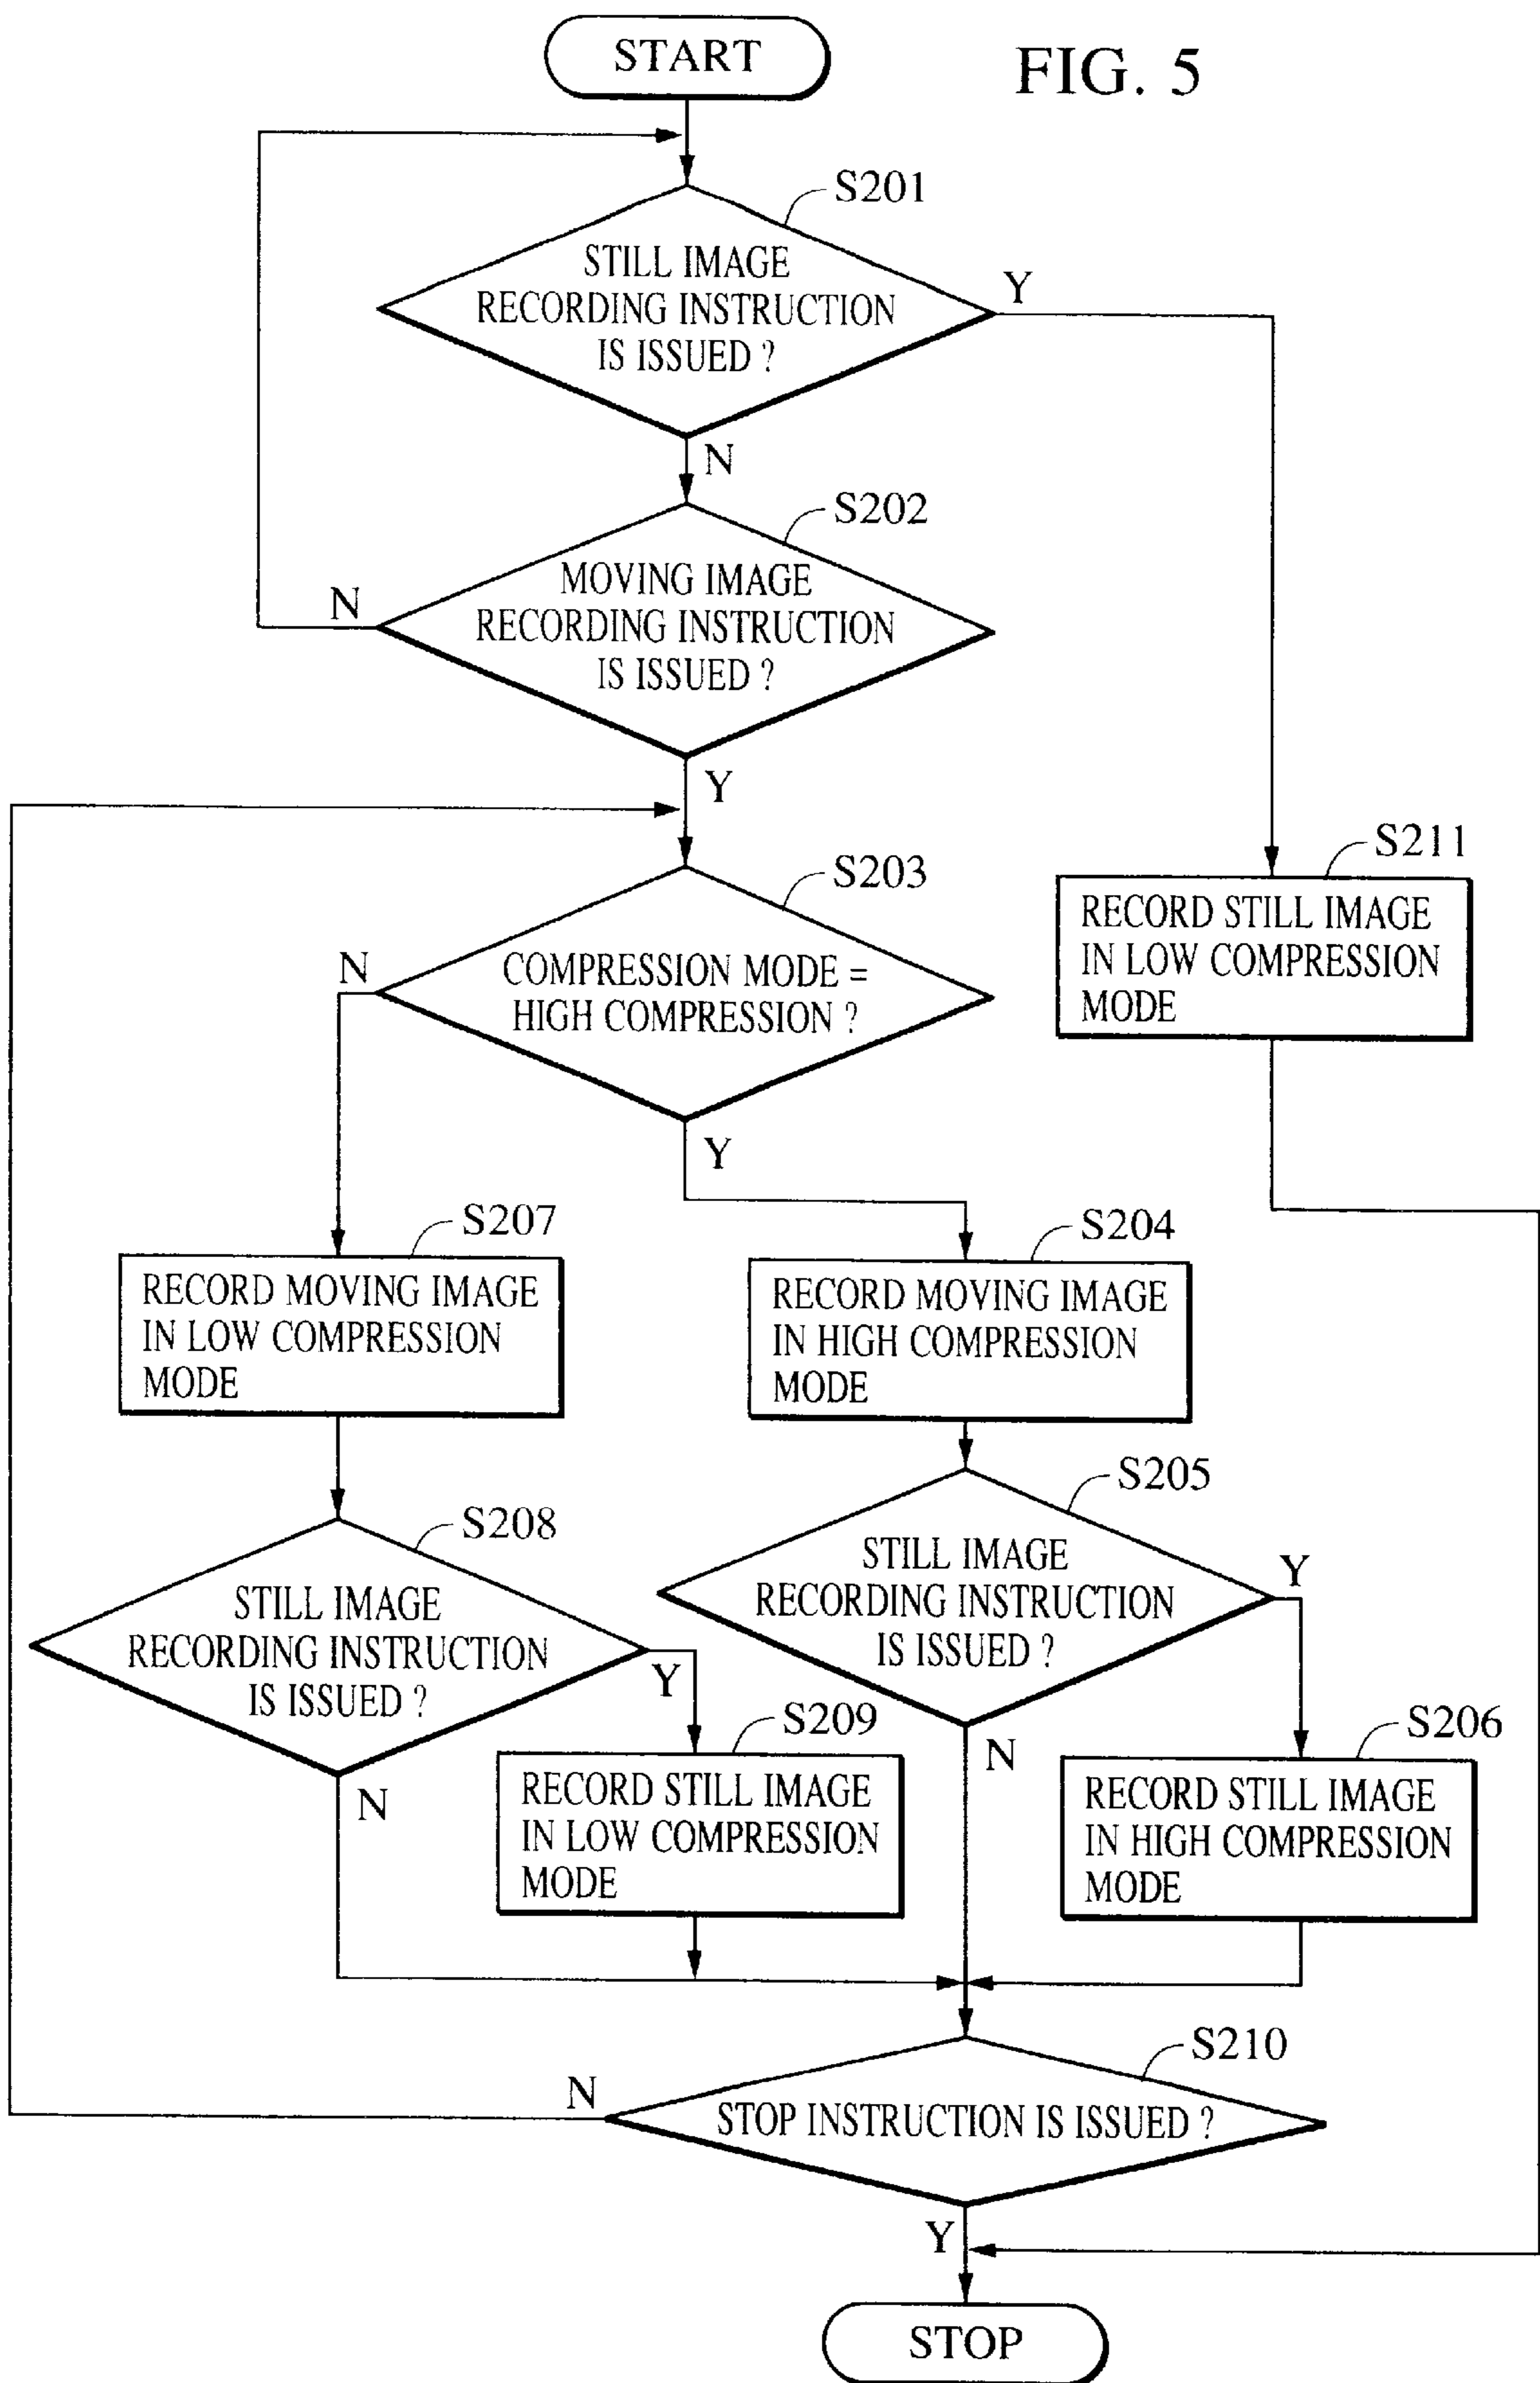 START
FIG. 5
S201
STILL IMAGE
RECORDING INSTRUCTION
IS ISSUED ?
Y
N
S202
MOVING IMAGE
RECORDING INSTRUCTION
IS ISSUED ?
N
Y
S203
COMPRESSION MODE =
HIGH COMPRESSION ?
N
Y
S211
RECORD STILL IMAGE
IN LOW COMPRESSION
MODE
S207
RECORD MOVING IMAGE
IN LOW COMPRESSION
MODE
S204
RECORD MOVING IMAGE
IN HIGH COMPRESSION
MODE
S208
STILL IMAGE
RECORDING INSTRUCTION
IS ISSUED ?
Y
N
S205
STILL IMAGE
RECORDING INSTRUCTION
IS ISSUED ?
Y
N
S209
RECORD STILL IMAGE
IN LOW COMPRESSION
MODE
S206
RECORD STILL IMAGE
IN HIGH COMPRESSION
MODE
S210
STOP INSTRUCTION IS ISSUED ?
N
Y
STOP